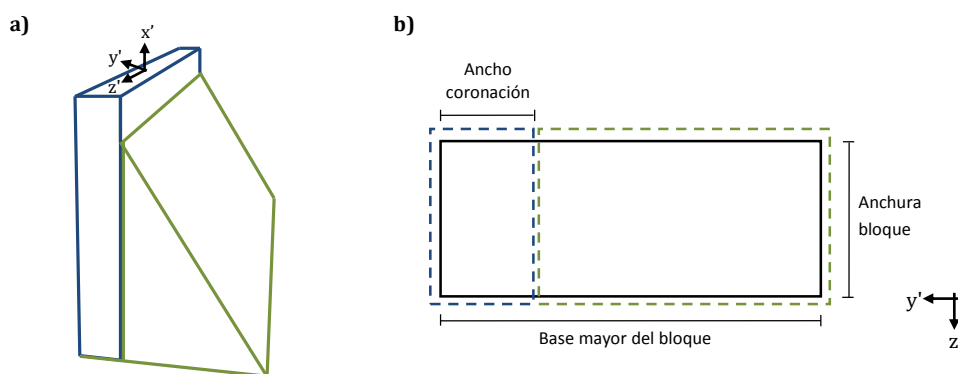 a)
x'
y'
z'
b)
Ancho
coronación
Anchura
bloque
Base mayor del bloque
y'
z